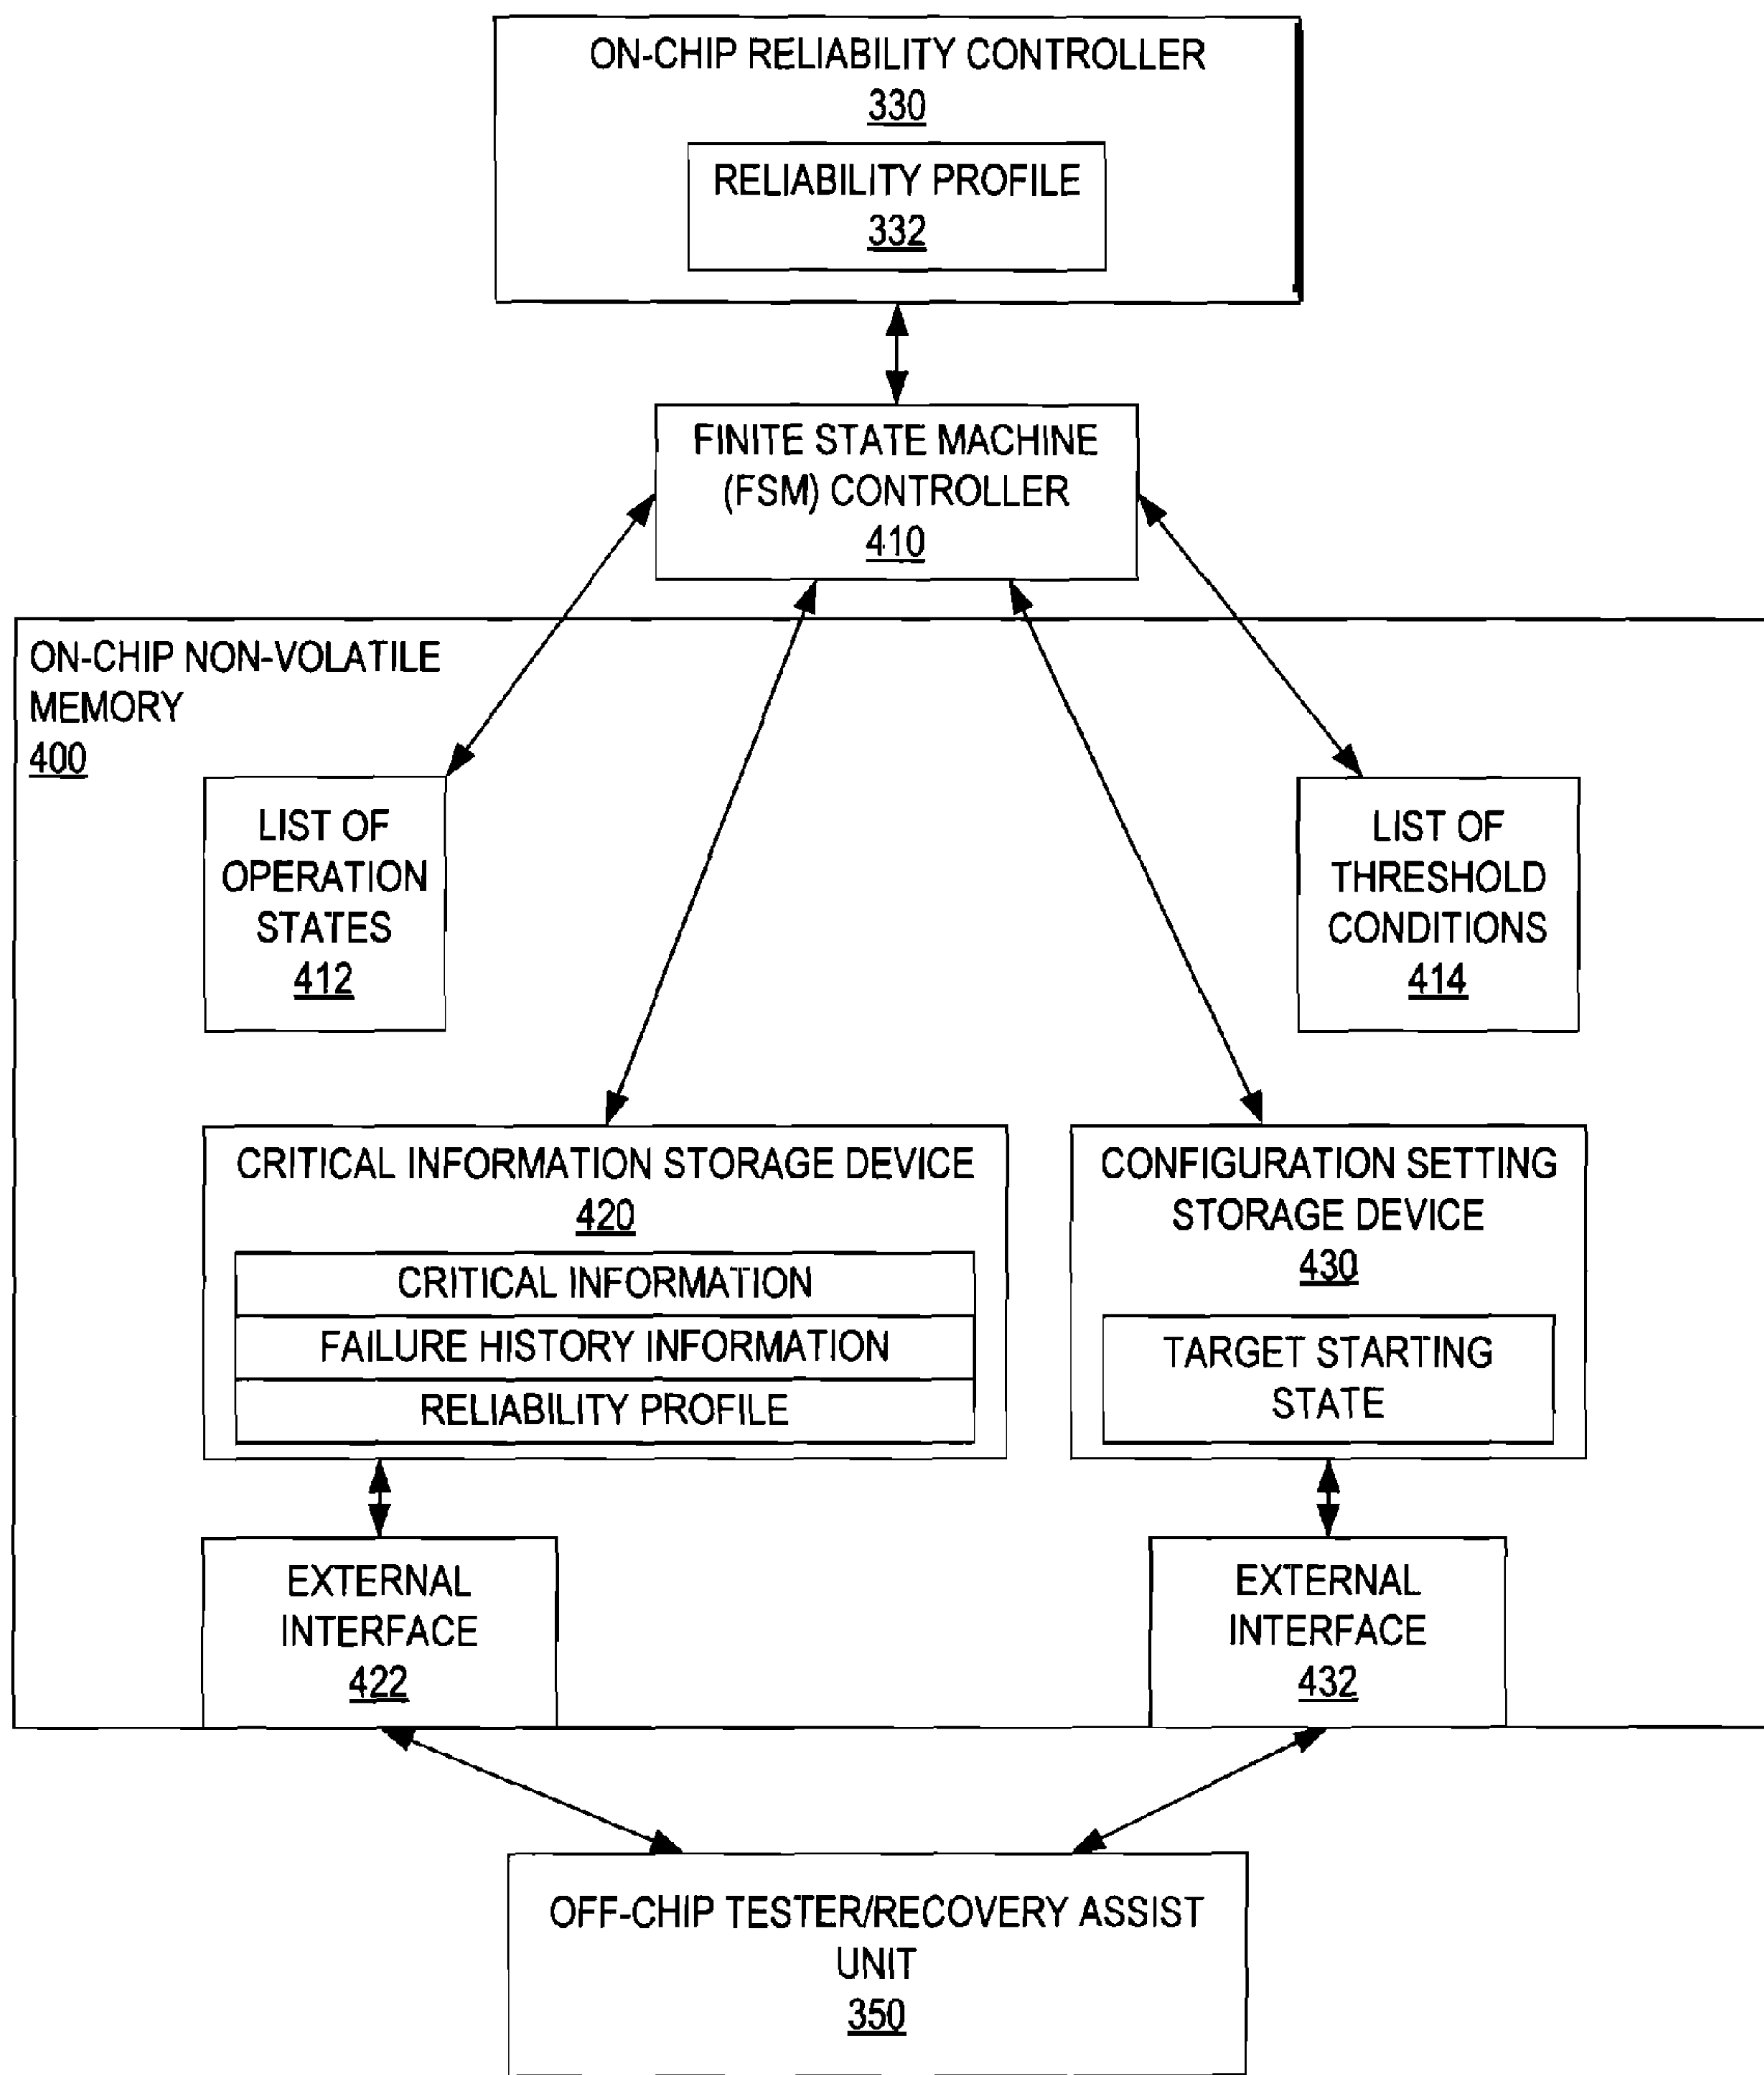 ON-CHIP RELIABILITY CONTROLLER
330
RELIABILITY PROFILE
332
FINITE STATE MACHINE
(FSM) CONTROLLER
410
ON-CHIP NON-VOLATILE
MEMORY
400
LIST OF
OPERATION
STATES
412
LIST OF
THRESHOLD
CONDITIONS
414
CRITICAL INFORMATION STORAGE DEVICE
420
CRITICAL INFORMATION
FAILURE HISTORY INFORMATION
RELIABILITY PROFILE
CONFIGURATION SETTING
STORAGE DEVICE
430
TARGET STARTING
STATE
EXTERNAL
INTERFACE
422
EXTERNAL
INTERFACE
432
OFF-CHIP TESTER/RECOVERY ASSIST
UNIT
350